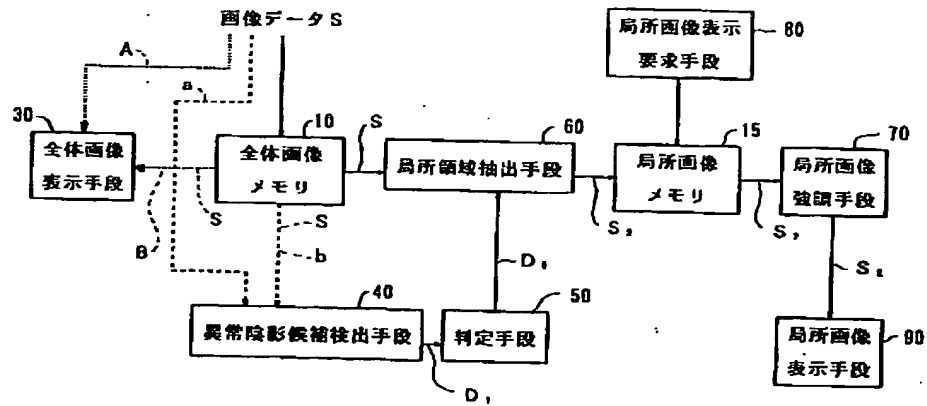 画像データS
A
a
30
全体画像
表示手段
B
S
10
全体画像
メモリ
S
S
b
60
局所領域抽出手段
80
局所画像表示
要求手段
15
局所画像
メモリ
S₂
70
局所画像
強調手段
S₂
S₂
90
局所画像
表示手段
40
異常陰影候補検出手段
D₁
50
判定手段
D₀